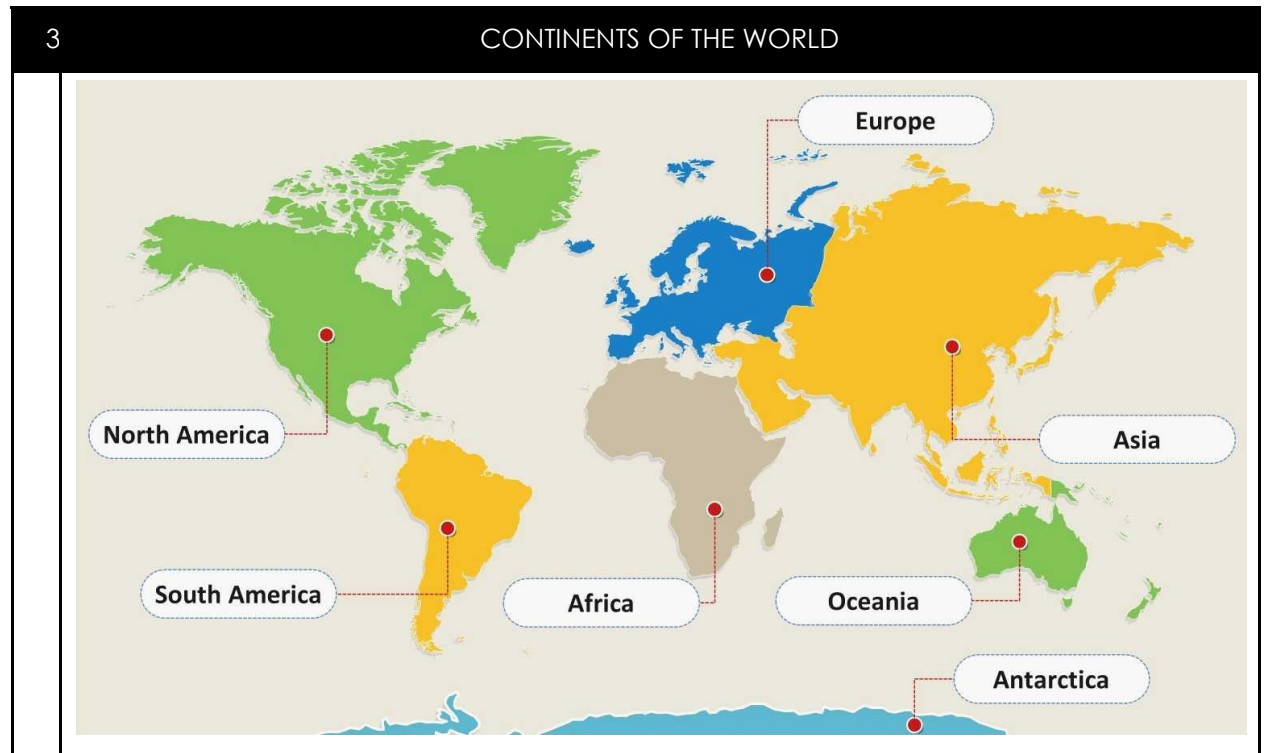 3 CONTINENTS OF THE WORLD
Europe
North America
Asia
South America
Africa
Oceania
Antarctica